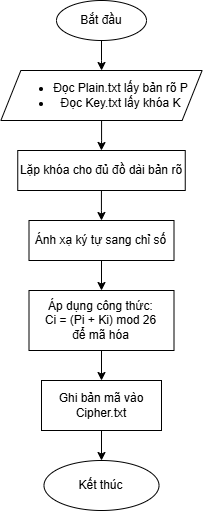 Bắt đầu
Đọc Plain.txt lấy bản rõ P
Đọc Key.txt lấy khóa K
Lặp khóa cho đủ đồ dài bản rõ
Ánh xạ ký tự sang chỉ số
Áp dụng công thức:
Ci = (Pi + Ki) mod 26
để mã hóa
Ghi bản mã vào
Cipher.txt
Kết thúc